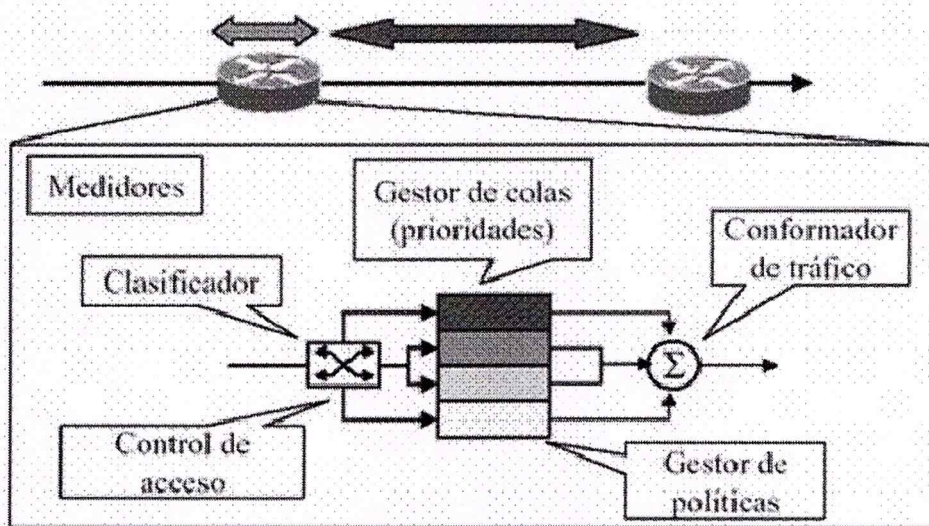 Medidores
Gestor de colas
(prioridades)
Conformador
de tráfico
Clasificador
Σ
Control de
acceso
Gestor de
políticas